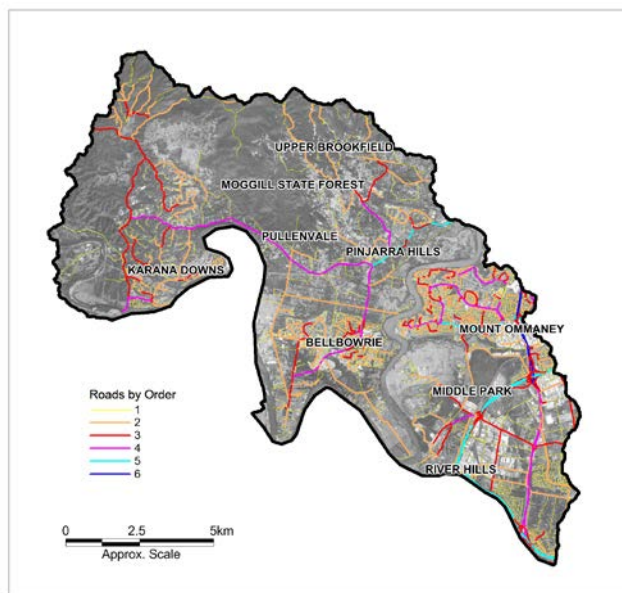 UPPER BROOKFIELD
MOGGILL STATE FOREST
PULLENVALE
PINJARRA HILLS
KARANA DOWNS
MOUNT OMMANEY
BELLBOWRIE
MIDDLE PARK
RIVER HILLS
Roads by Order
1
2
3
4
5
6
0 2.5 5km
Approx. Scale